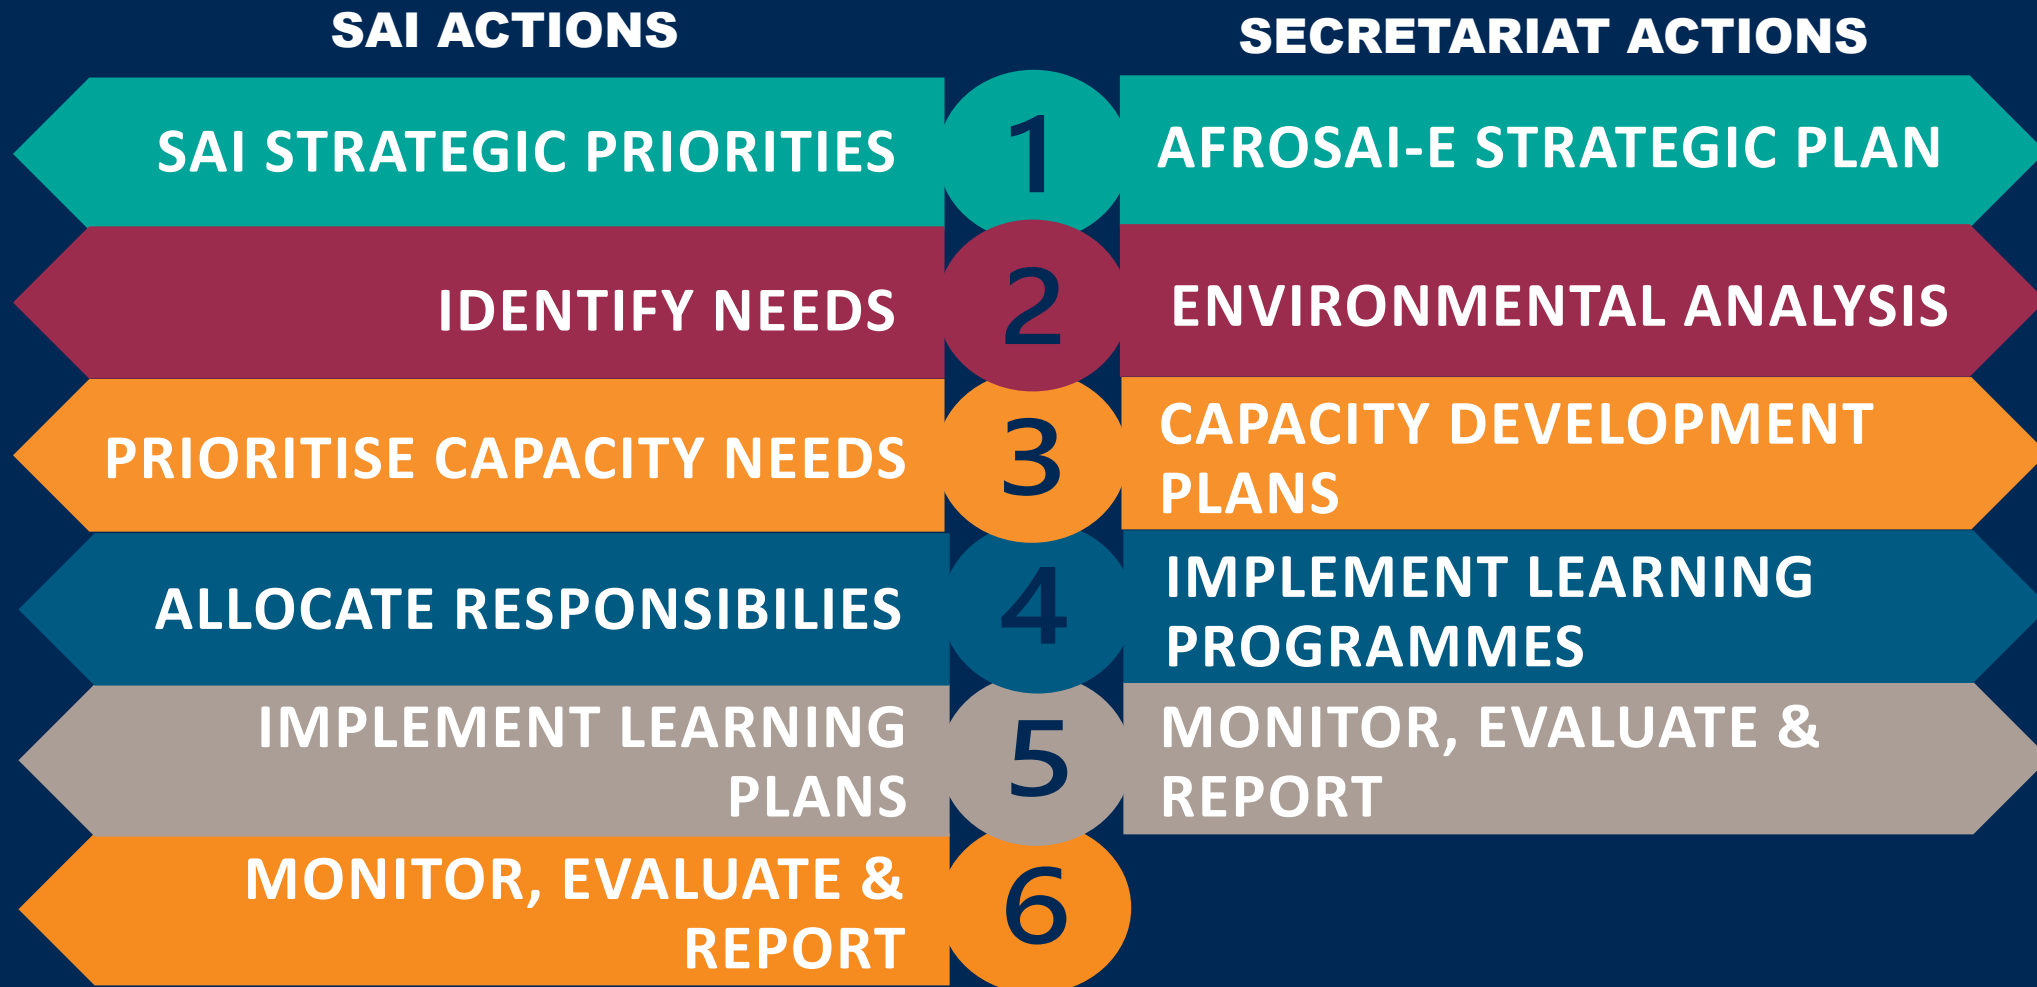 SAI ACTIONS
SECRETARIAT ACTIONS
SAI STRATEGIC PRIORITIES
1
AFROSAI-E STRATEGIC PLAN
IDENTIFY NEEDS
2
ENVIRONMENTAL ANALYSIS
PRIORITISE CAPACITY NEEDS
3
CAPACITY DEVELOPMENT
PLANS
ALLOCATE RESPONSIBILIES
4
IMPLEMENT LEARNING
PROGRAMMES
IMPLEMENT LEARNING
PLANS
5
MONITOR, EVALUATE &
REPORT
MONITOR, EVALUATE &
REPORT
6